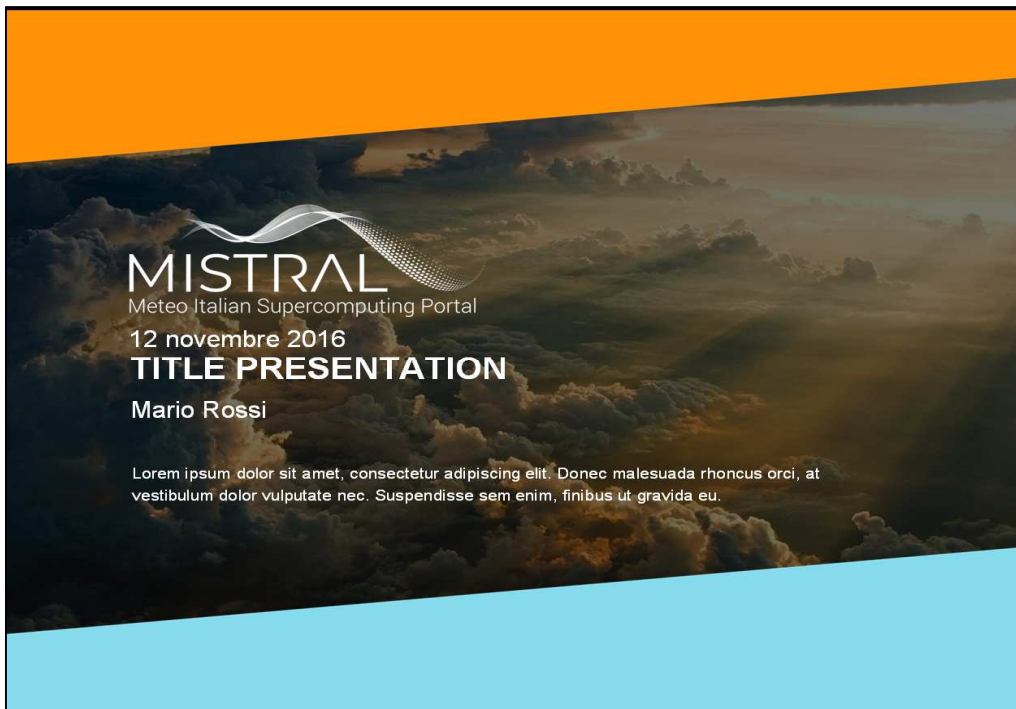 MISTRAL
Meteo Italian Supercomputing Portal
12 novembre 2016
TITLE PRESENTATION
Mario Rossi
Lorem ipsum dolor sit amet, consectetur adipiscing elit. Donec malesuada rhoncus orci, at
vestibulum dolor vulputate nec. Suspendisse sem enim, finibus ut gravida eu.